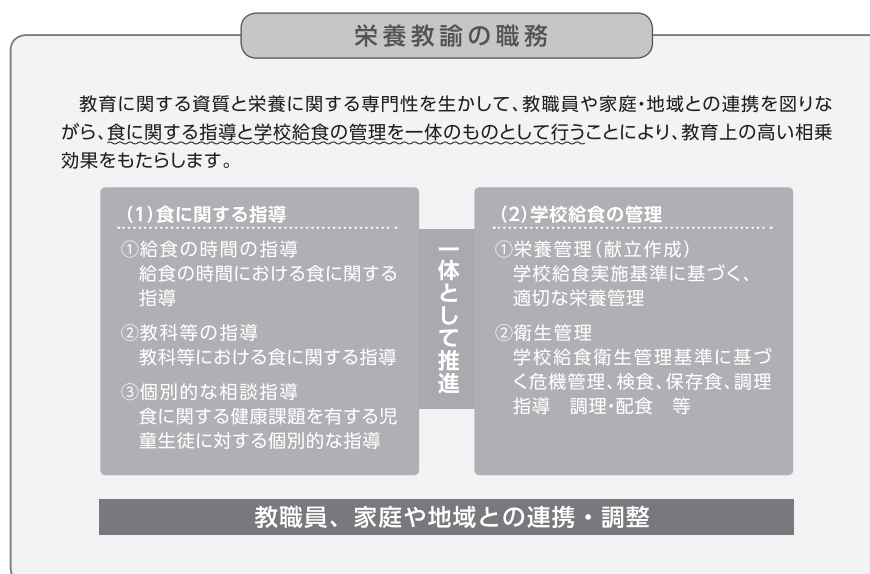 栄養教諭の職務
教育に関する資質と栄養に関する専門性を生かして、教職員や家庭・地域との連携を図りな
がら、食に関する指導と学校給食の管理を一体のものとして行うことにより、教育上の高い相乗
効果をもたらします。
(1)食に関する指導
①給食の時間の指導
給食の時間における食に関する
指導
②教科等の指導
教科等における食に関する指導
③個別的な相談指導
食に関する健康課題を有する児
童生徒に対する個別的な指導
一体として推進
(2)学校給食の管理
①栄養管理(献立作成)
学校給食実施基準に基づく、
適切な栄養管理
②衛生管理
学校給食衛生管理基準に基づ
く危機管理、検食、保存食、調理
指導　調理・配食　等
教職員、家庭や地域との連携・調整